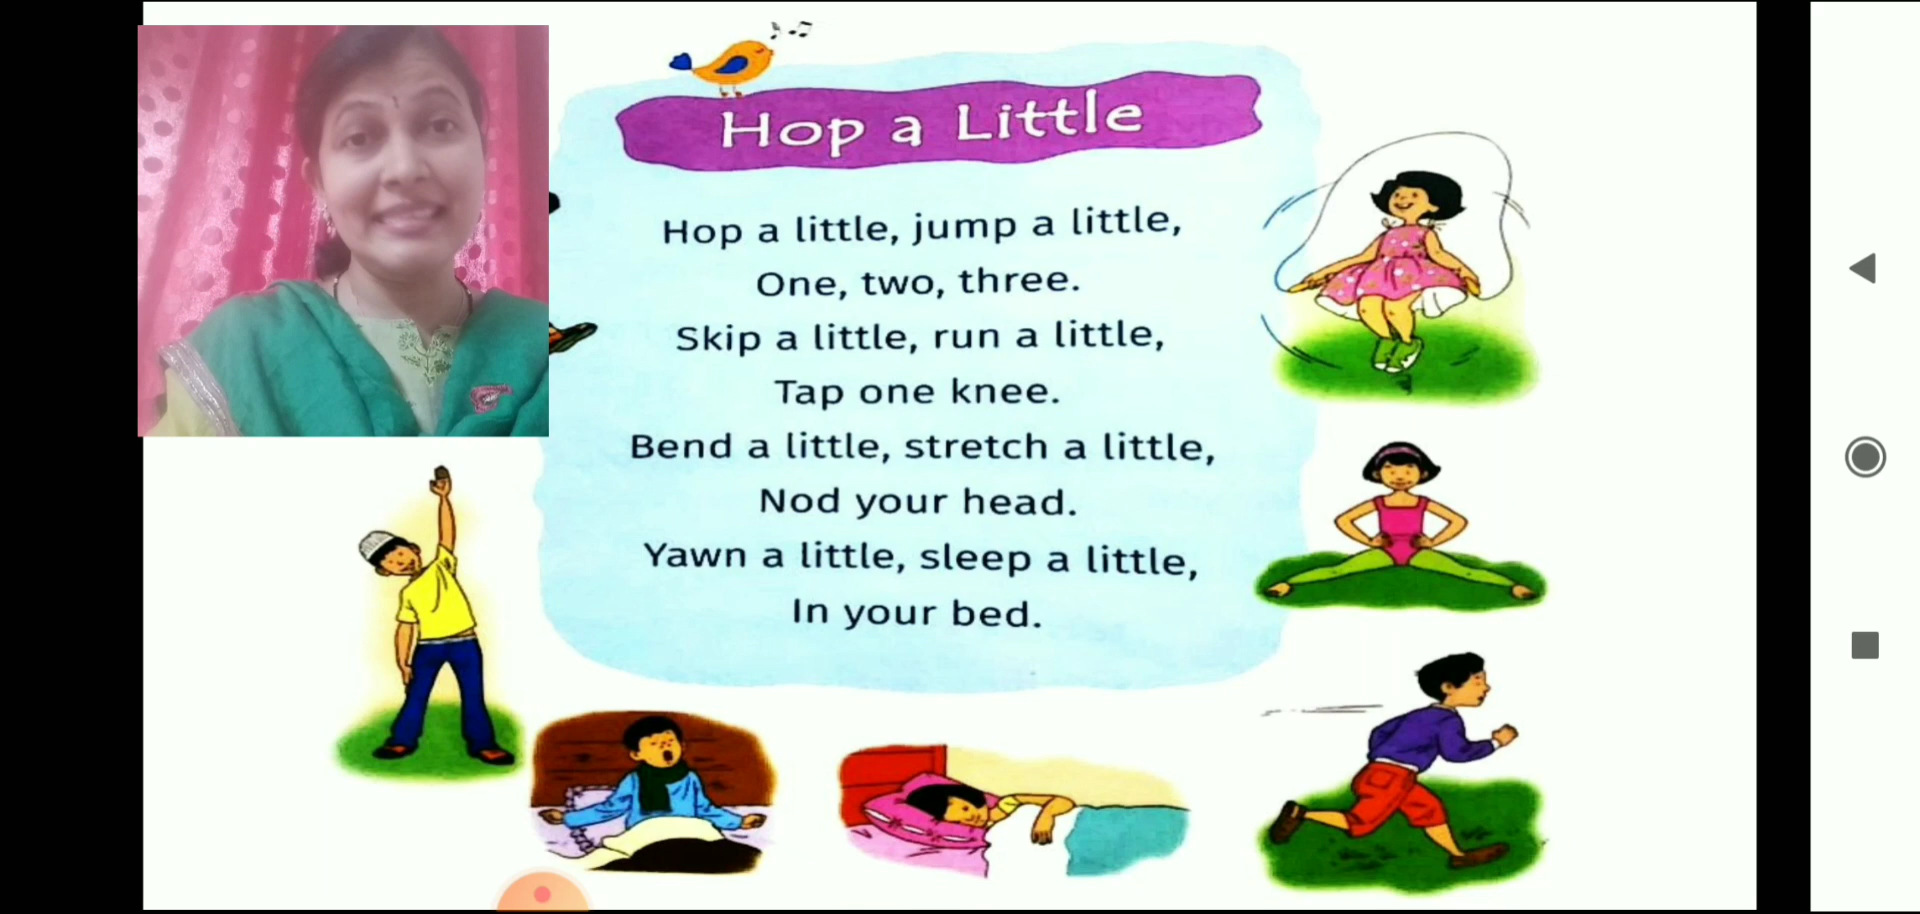 Hop a Little
Hop a little, jump a little,
One, two, three.
Skip a little, run a little,
Tap one knee.
Bend a little, stretch a little,
Nod your head.
Yawn a little, sleep a little,
In your bed.